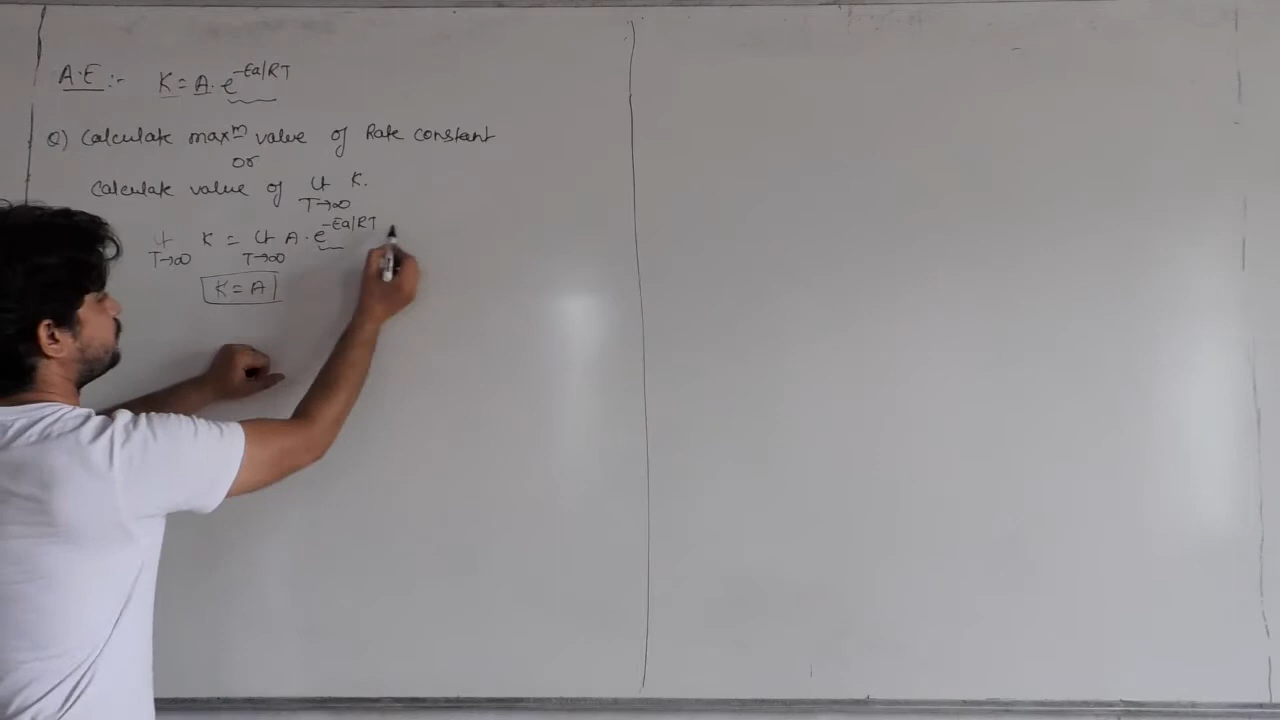 A.E :- K = A. e^-Ea/RT
Q) Calculate max^m value of Rate constant
or
Calculate value of Lt K.
T→∞
Lt K = Lt A. e^-Ea/RT
T→∞ T→∞
K = A